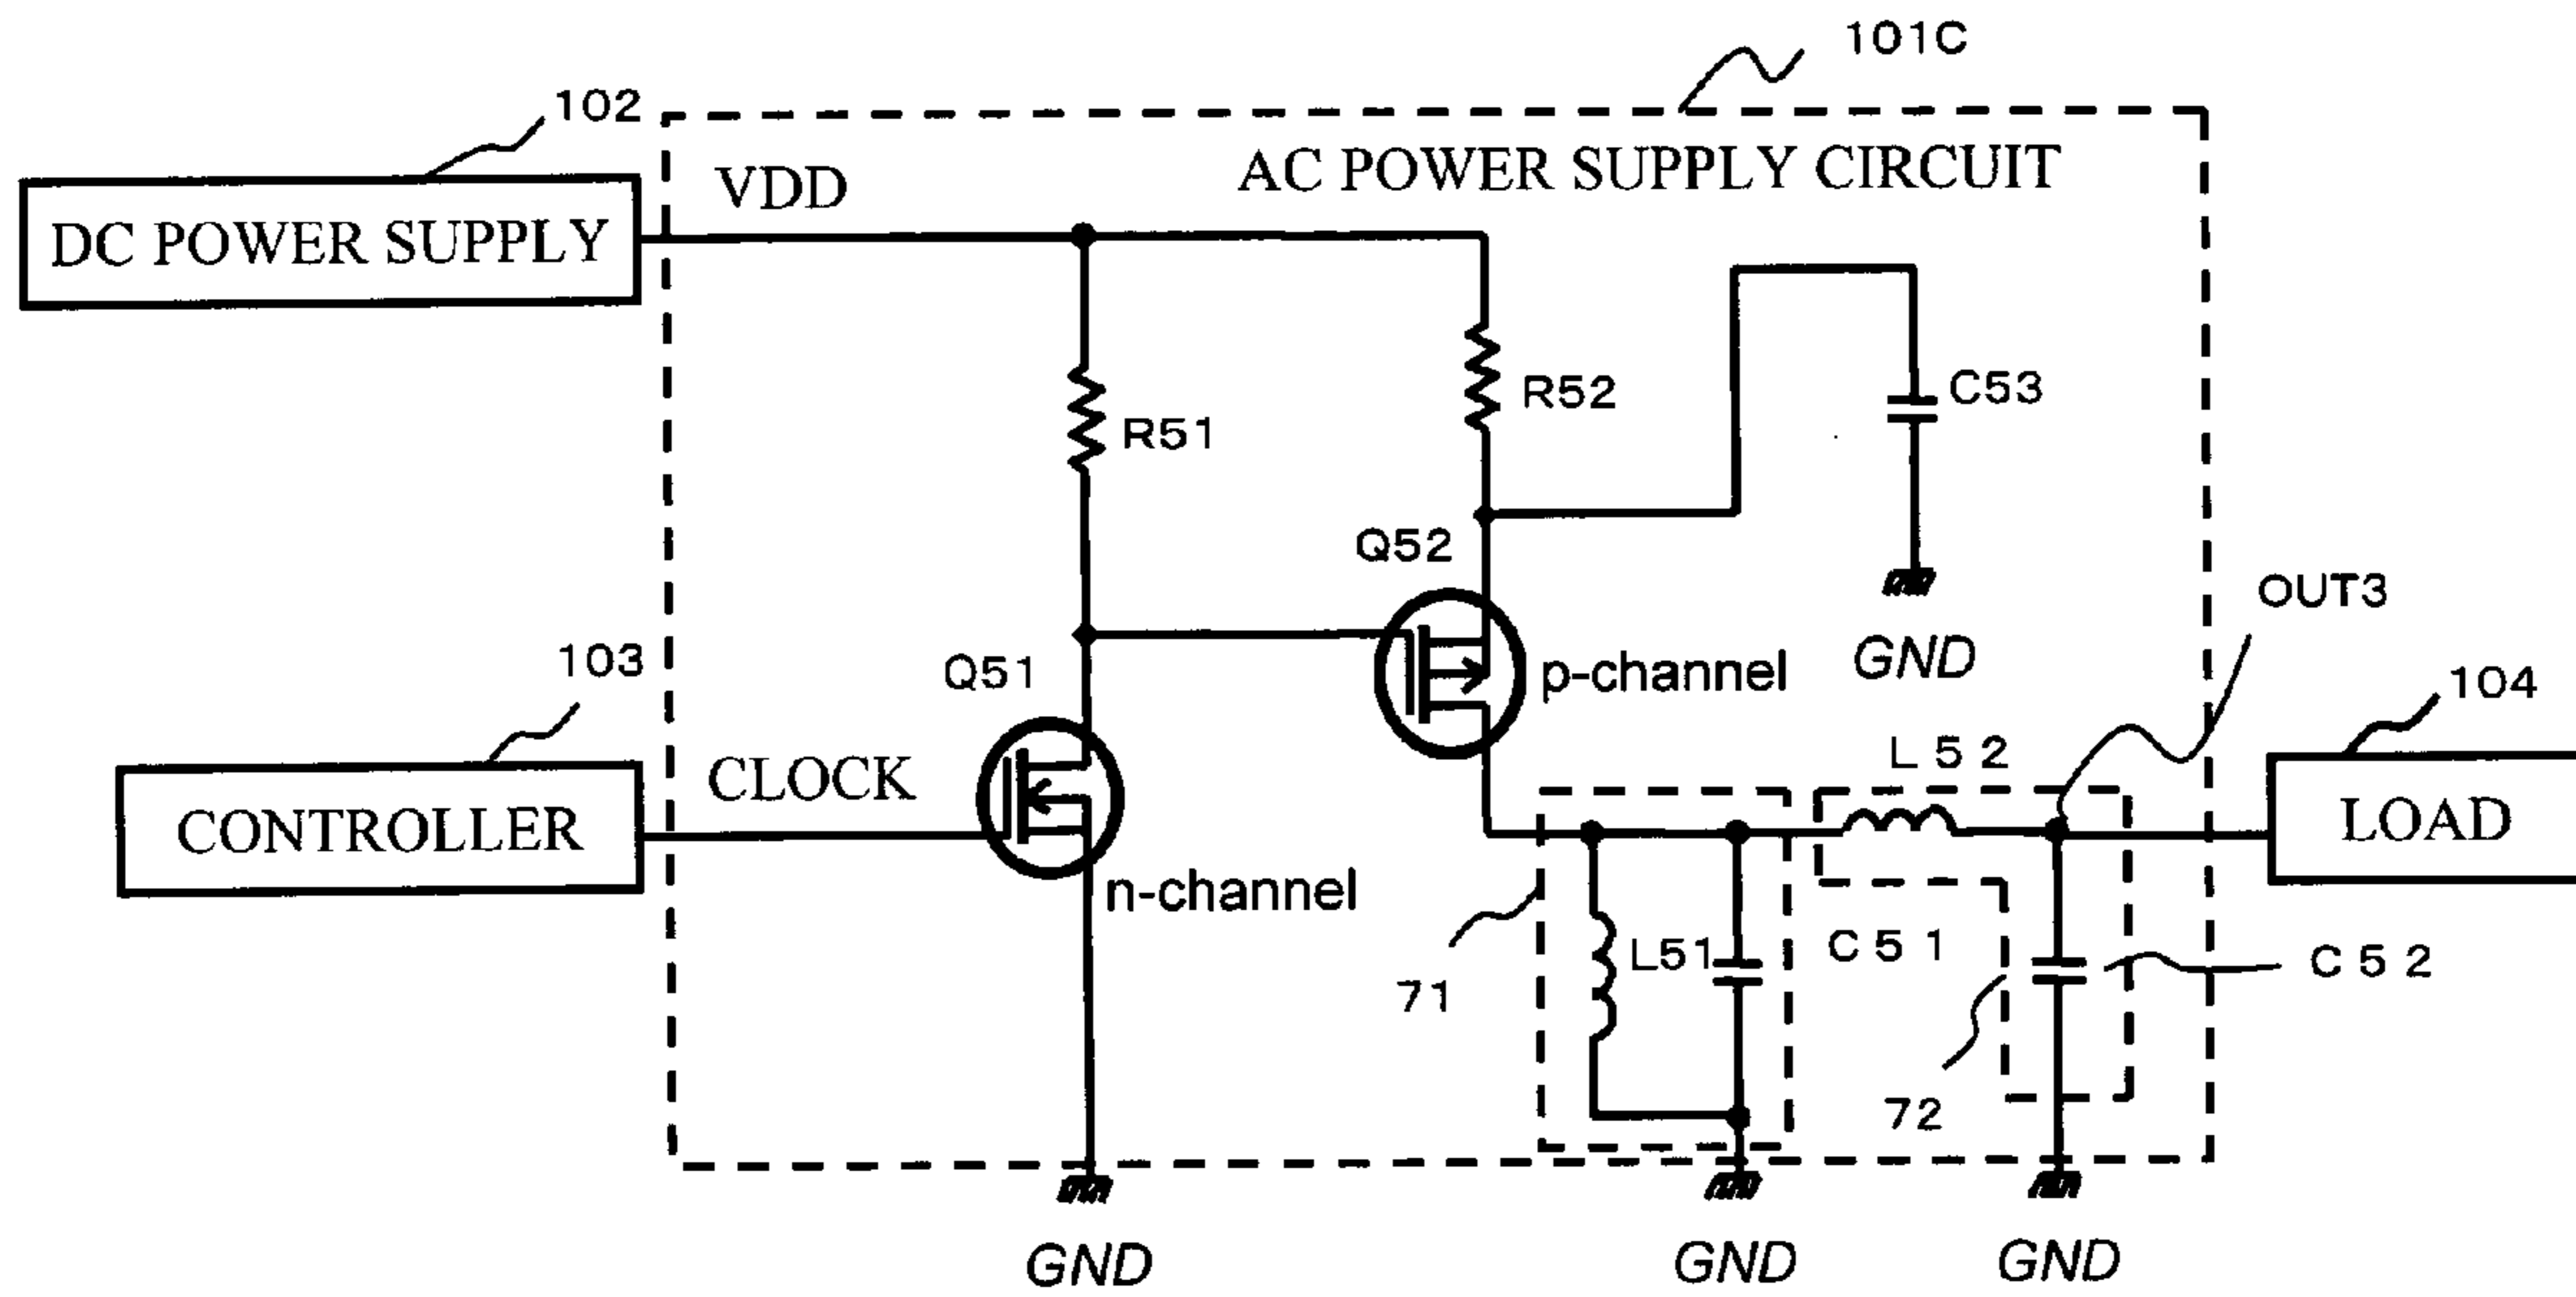 101C
102
AC POWER SUPPLY CIRCUIT
VDD
DC POWER SUPPLY
R52
C53
R51
Q52
OUT3
GND
103
Q51
p-channel
104
L 5 2
CLOCK
CONTROLLER
LOAD
n-channel
L51
C 5 1
C 5 2
71
72
GND
GND
GND